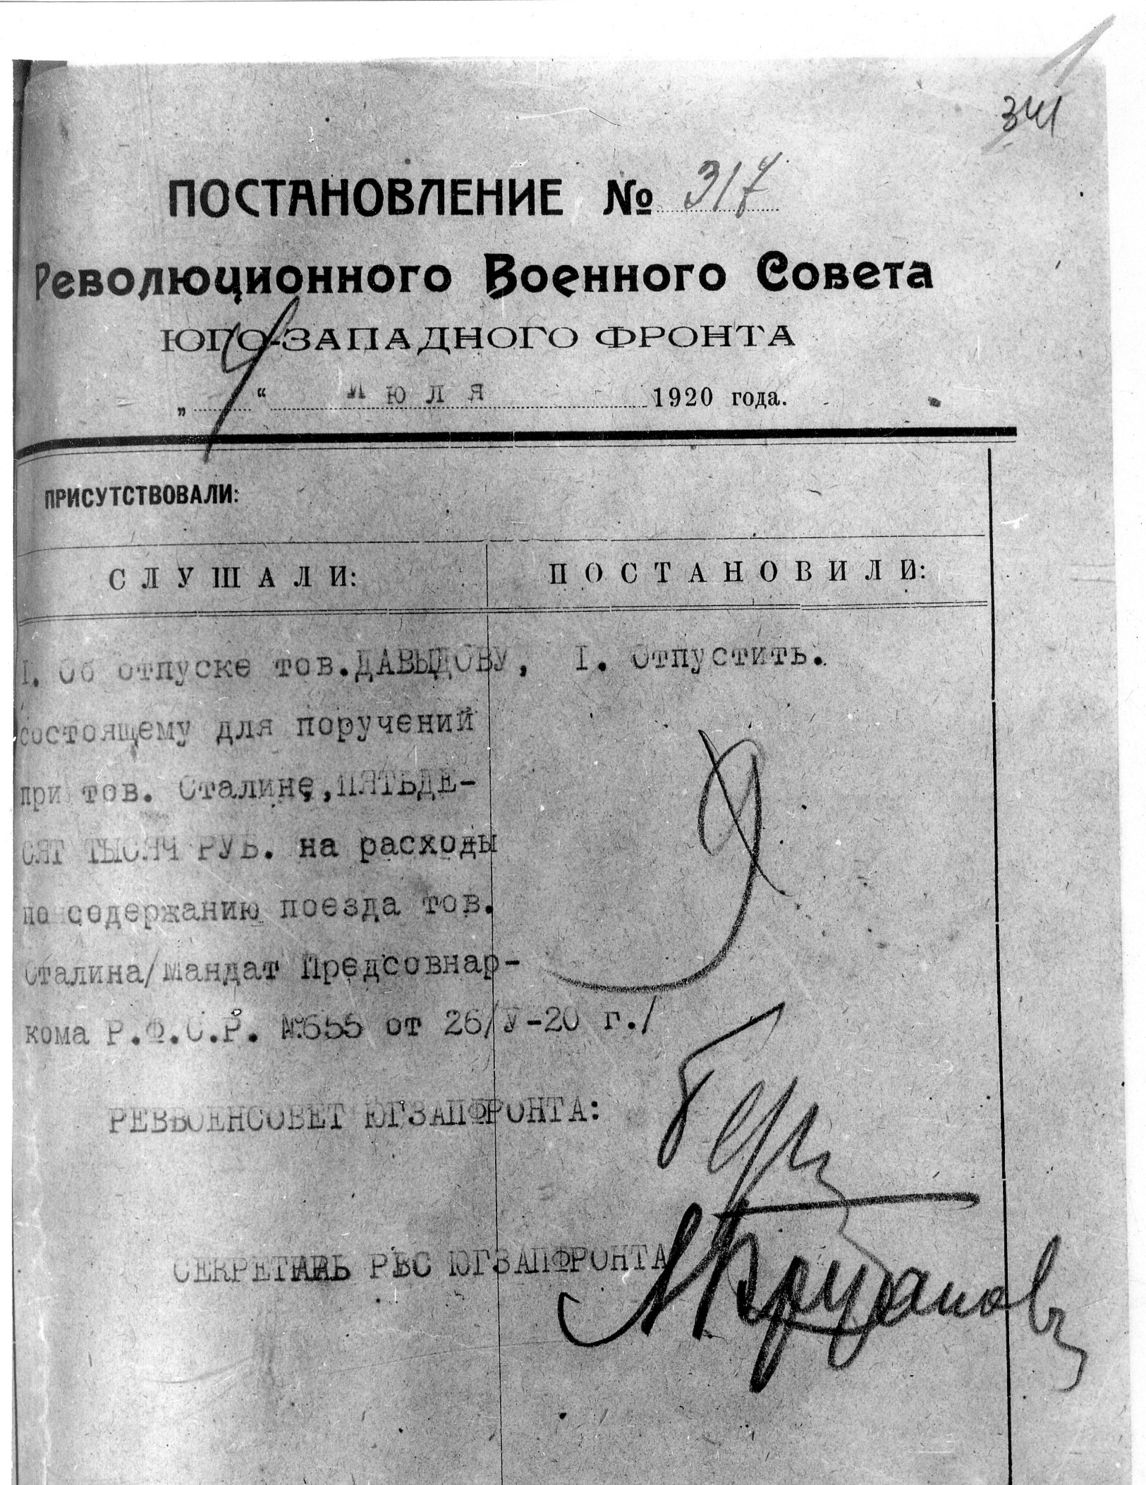 341
ПОСТАНОВЛЕНИЕ № 317
Революционного Военного Совета
ЮГО-ЗАПАДНОГО ФРОНТА
„ “ ИЮЛЯ 1920 года.
ПРИСУТСТВОВАЛИ:
СЛУШАЛИ: ПОСТАНОВИЛИ:
I. Об отпуске тов.ДАВЫДОВУ, I. Отпустить.
состоящему для поручений
при тов. Сталине,ПЯТЬДЕ-
СЯТ ТЫСЯЧ РУБ. на расходы
по содержанию поезда тов.
Сталина/мандат Предсовнар-
кома Р.Ф.С.Р. №655 от 26/У-20 г./
РЕВВОЕНСОВЕТ ЮГЗАПФРОНТА:
СЕКРЕТАРЬ РВС ЮГЗАПФРОНТА